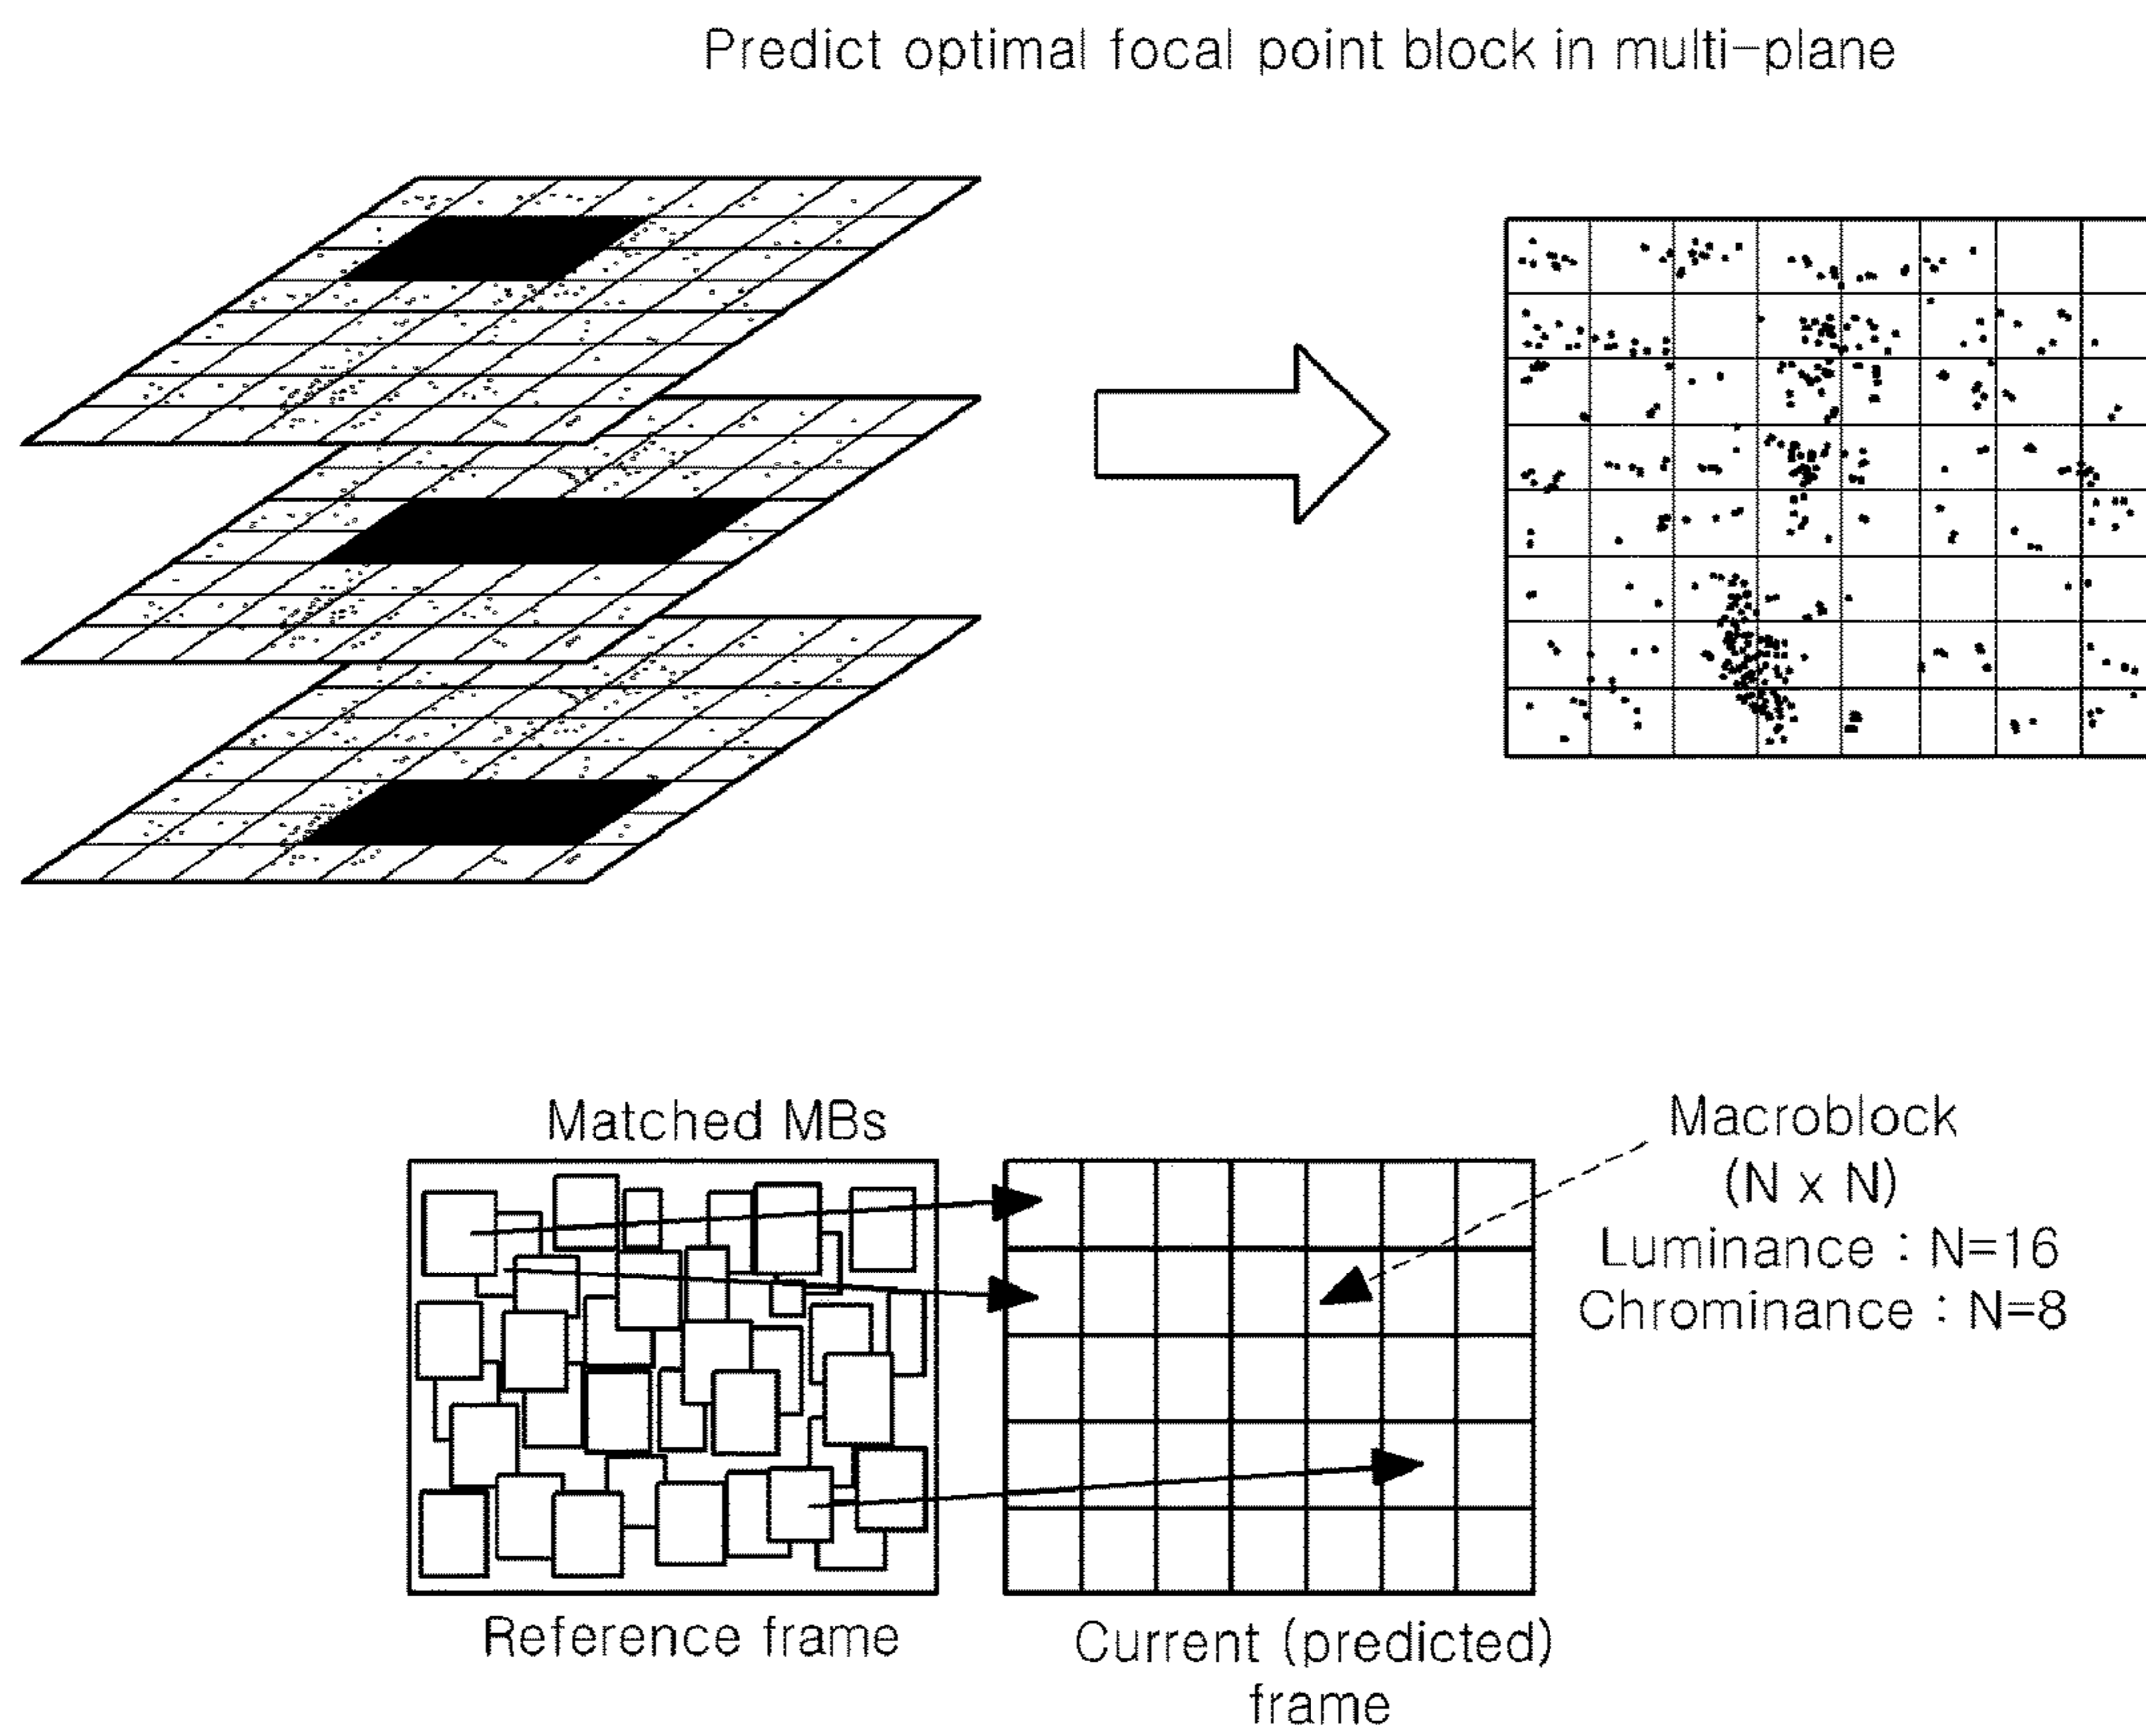 Predict optimal focal point block in multi-plane
Matched MBs
Macroblock
(N x N)
Luminance : N=16
Chrominance : N=8
Reference frame
Current (predicted)
frame